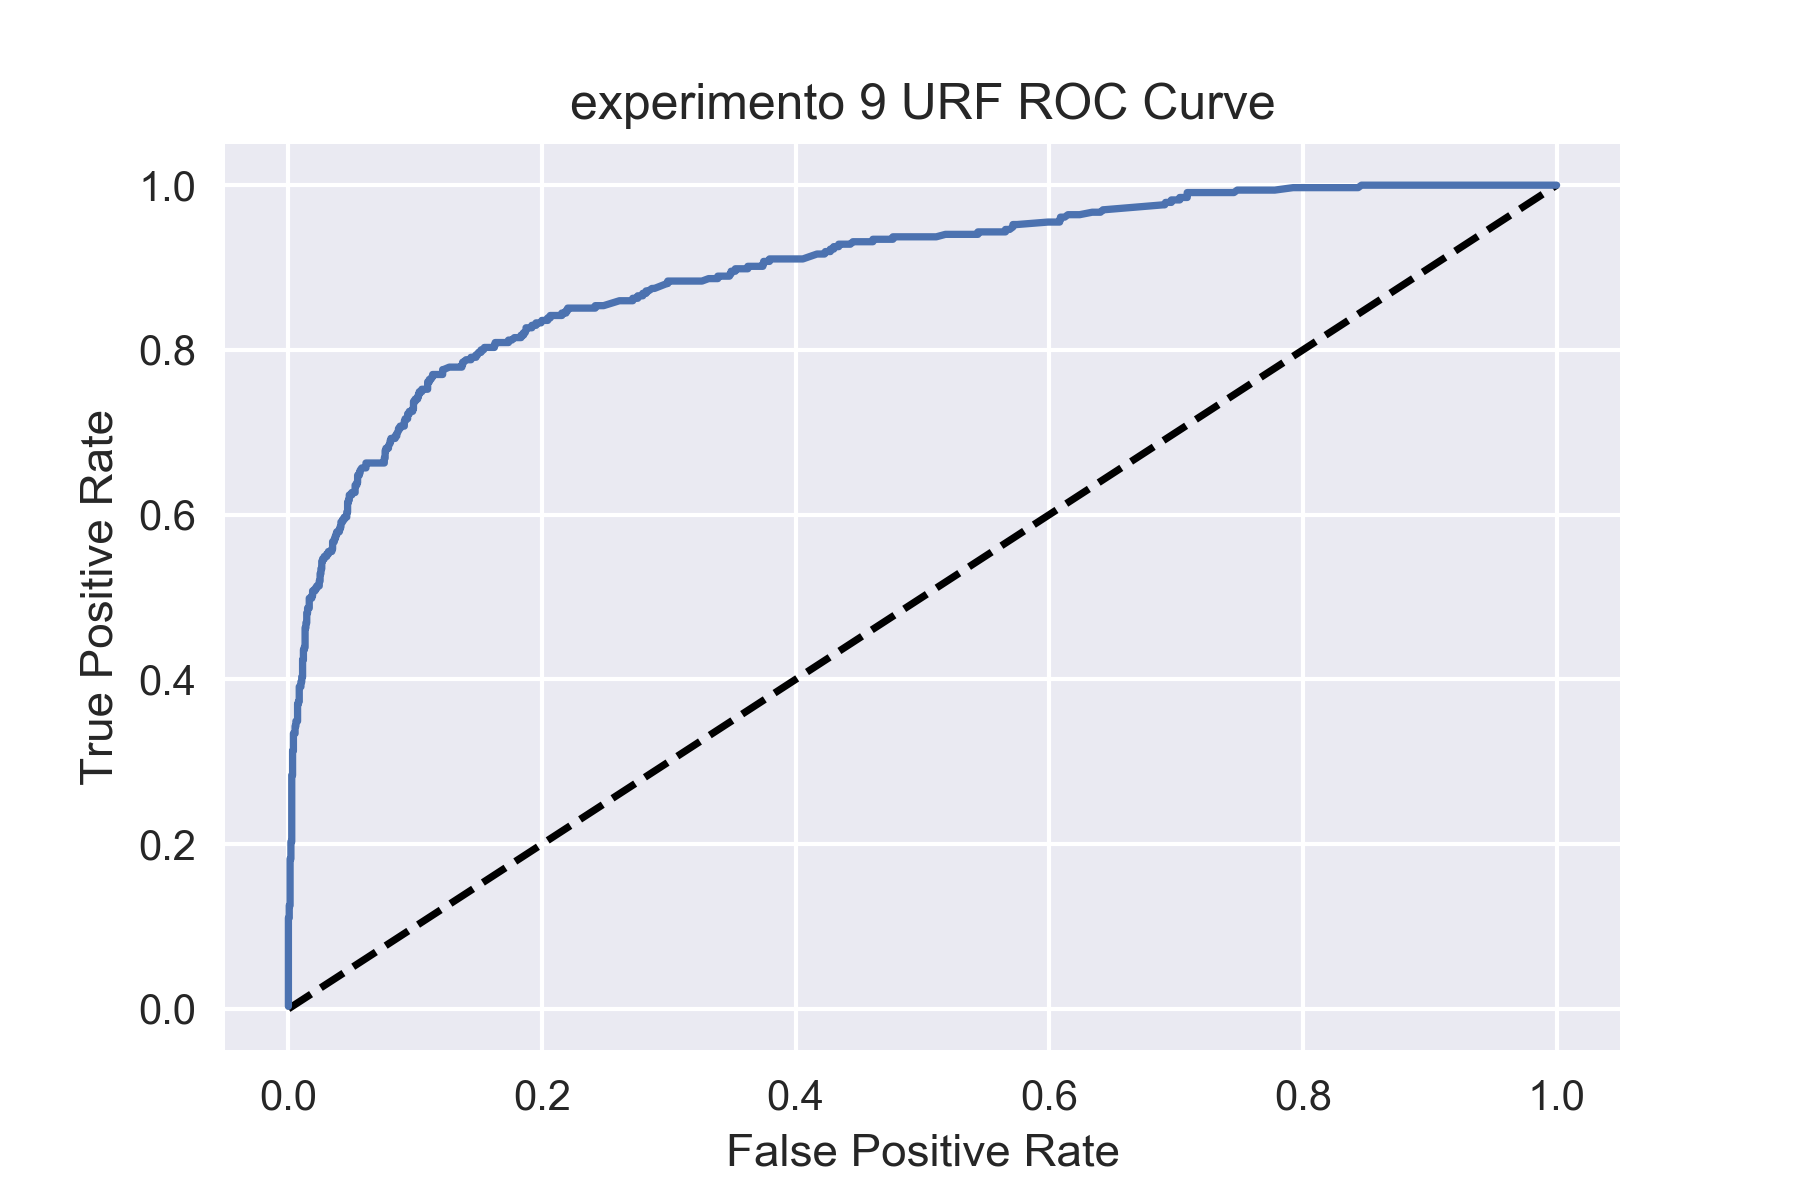 experimento 9 URF ROC Curve
1.0
0.8
0.6
0.4
0.2
0.0
True Positive Rate
0.0 0.2 0.4 0.6 0.8 1.0
False Positive Rate